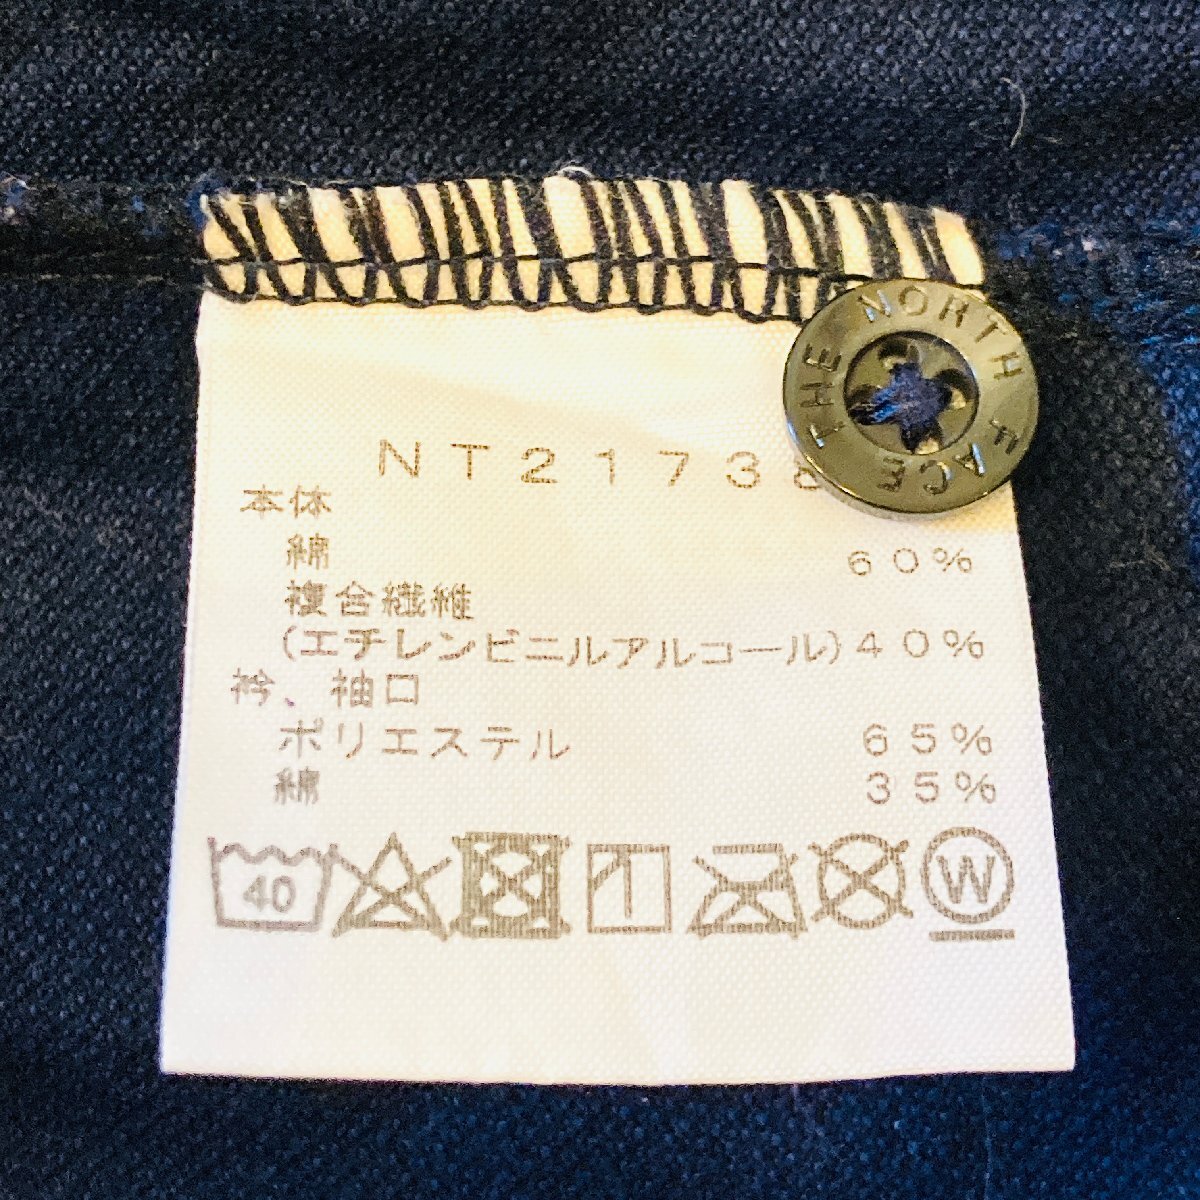 NT21738
本体
綿 60%
複合繊維
(エチレンビニルアルコール) 40%
衿、袖口
ポリエステル 65%
綿 35%
40
W
THE NORTH FACE